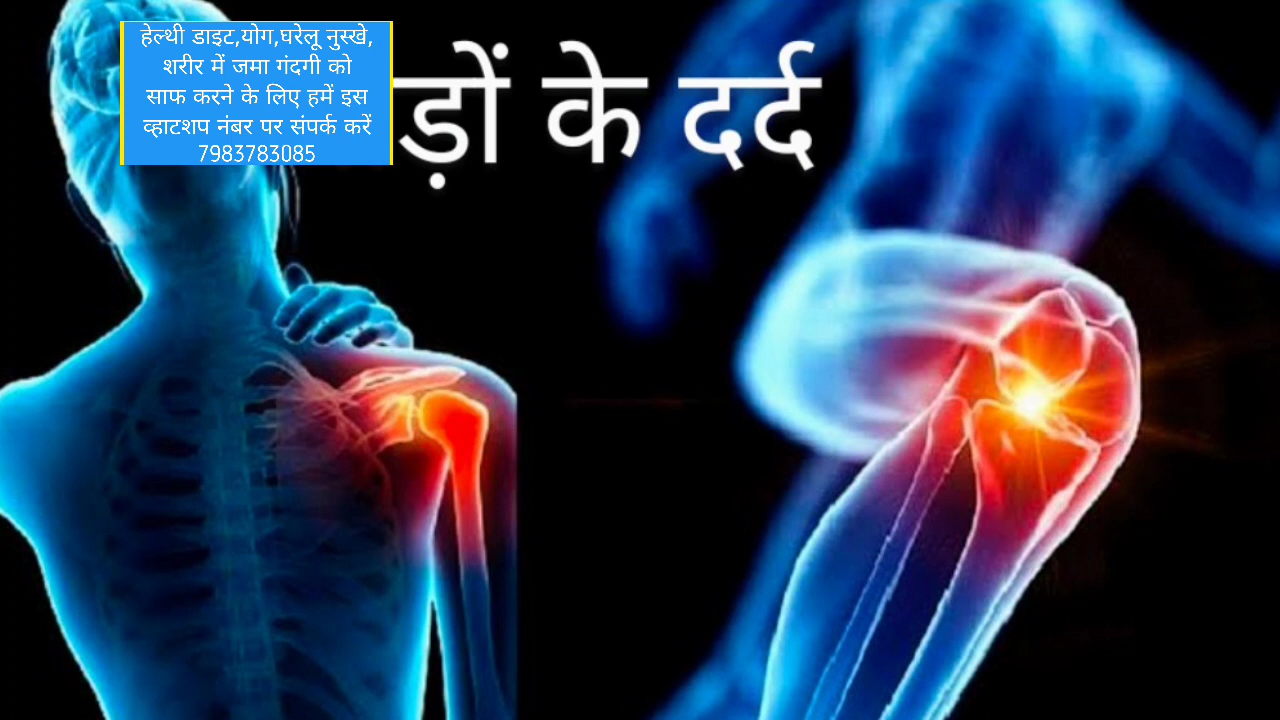 हेल्थी डाइट,योग,घरेलू नुस्खे,
शरीर में जमा गंदगी को
साफ करने के लिए हमें इस
व्हाटशप नंबर पर संपर्क करें
7983783085
ड़ों के दर्द